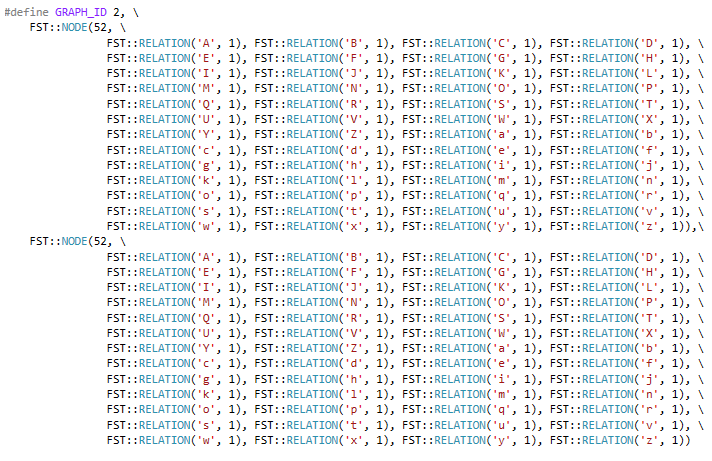 #define GRAPH_ID 2, \
FST::NODE(52, \
FST::RELATION('A', 1), FST::RELATION('B', 1), FST::RELATION('C', 1), FST::RELATION('D', 1), \
FST::RELATION('E', 1), FST::RELATION('F', 1), FST::RELATION('G', 1), FST::RELATION('H', 1), \
FST::RELATION('I', 1), FST::RELATION('J', 1), FST::RELATION('K', 1), FST::RELATION('L', 1), \
FST::RELATION('M', 1), FST::RELATION('N', 1), FST::RELATION('O', 1), FST::RELATION('P', 1), \
FST::RELATION('Q', 1), FST::RELATION('R', 1), FST::RELATION('S', 1), FST::RELATION('T', 1), \
FST::RELATION('U', 1), FST::RELATION('V', 1), FST::RELATION('W', 1), FST::RELATION('X', 1), \
FST::RELATION('Y', 1), FST::RELATION('Z', 1), FST::RELATION('a', 1), FST::RELATION('b', 1), \
FST::RELATION('c', 1), FST::RELATION('d', 1), FST::RELATION('e', 1), FST::RELATION('f', 1), \
FST::RELATION('g', 1), FST::RELATION('h', 1), FST::RELATION('i', 1), FST::RELATION('j', 1), \
FST::RELATION('k', 1), FST::RELATION('l', 1), FST::RELATION('m', 1), FST::RELATION('n', 1), \
FST::RELATION('o', 1), FST::RELATION('p', 1), FST::RELATION('q', 1), FST::RELATION('r', 1), \
FST::RELATION('s', 1), FST::RELATION('t', 1), FST::RELATION('u', 1), FST::RELATION('v', 1), \
FST::RELATION('w', 1), FST::RELATION('x', 1), FST::RELATION('y', 1), FST::RELATION('z', 1)),\
FST::NODE(52, \
FST::RELATION('A', 1), FST::RELATION('B', 1), FST::RELATION('C', 1), FST::RELATION('D', 1), \
FST::RELATION('E', 1), FST::RELATION('F', 1), FST::RELATION('G', 1), FST::RELATION('H', 1), \
FST::RELATION('I', 1), FST::RELATION('J', 1), FST::RELATION('K', 1), FST::RELATION('L', 1), \
FST::RELATION('M', 1), FST::RELATION('N', 1), FST::RELATION('O', 1), FST::RELATION('P', 1), \
FST::RELATION('Q', 1), FST::RELATION('R', 1), FST::RELATION('S', 1), FST::RELATION('T', 1), \
FST::RELATION('U', 1), FST::RELATION('V', 1), FST::RELATION('W', 1), FST::RELATION('X', 1), \
FST::RELATION('Y', 1), FST::RELATION('Z', 1), FST::RELATION('a', 1), FST::RELATION('b', 1), \
FST::RELATION('c', 1), FST::RELATION('d', 1), FST::RELATION('e', 1), FST::RELATION('f', 1), \
FST::RELATION('g', 1), FST::RELATION('h', 1), FST::RELATION('i', 1), FST::RELATION('j', 1), \
FST::RELATION('k', 1), FST::RELATION('l', 1), FST::RELATION('m', 1), FST::RELATION('n', 1), \
FST::RELATION('o', 1), FST::RELATION('p', 1), FST::RELATION('q', 1), FST::RELATION('r', 1), \
FST::RELATION('s', 1), FST::RELATION('t', 1), FST::RELATION('u', 1), FST::RELATION('v', 1), \
FST::RELATION('w', 1), FST::RELATION('x', 1), FST::RELATION('y', 1), FST::RELATION('z', 1))